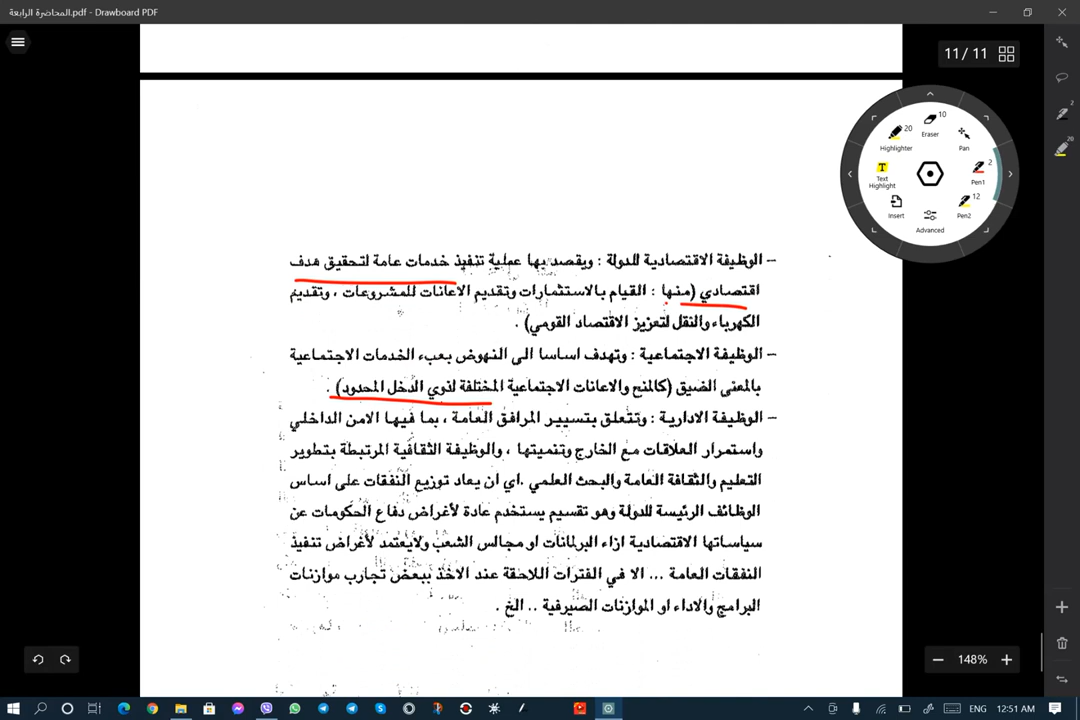 المحاضرة الرابعة.pdf - Drawboard PDF
11 / 11
20
Highlighter
10
Eraser
Pan
T
Text Highlight
2
Pen1
Insert
12
Pen2
Advanced
2
20
– الوظيفة الاقتصادية للدولة : ويقصد بها عملية تنفيذ خدمات عامة لتحقيق هدف
اقتصادي (منها : القيام بالاستثمارات وتقديم الاعانات للمشروعات ، وتقديم
الكهرباء والنقل لتعزيز الاقتصاد القومي) .
– الوظيفة الاجتماعية : وتهدف اساسا الى النهوض بعبء الخدمات الاجتماعية
بالمعنى الضيق (كالمنح والاعانات الاجتماعية المختلفة لذوي الدخل المحدود) .
– الوظيفة الادارية : وتتعلق بتسيير المرافق العامة ، بما فيها الامن الداخلي
واستمرار العلاقات مع الخارج وتنميتها ، والوظيفة الثقافية المرتبطة بتطوير
التعليم والثقافة العامة والبحث العلمي .اي ان يعاد توزيع النفقات على اساس
الوظائف الرئيسة للدولة وهو تقسيم يستخدم عادة لأغراض دفاع الحكومات عن
سياساتها الاقتصادية ازاء البرلمانات او مجالس الشعب ولايعتمد لأغراض تنفيذ
النفقات العامة ... الا في الفترات اللاحقة عند الاخذ ببعض تجارب موازنات
البرامج والاداء او الموازنات الصيرفية .. الخ .
148%
ENG
12:51 AM